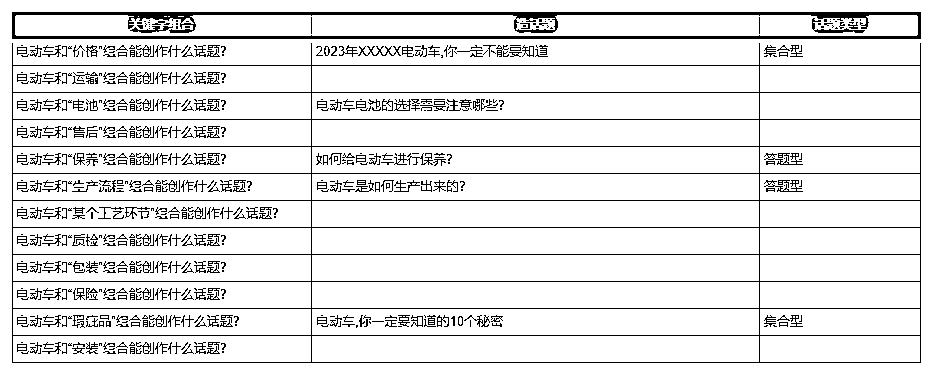 关键字组合 造话题 话题类型
电动车和“价格”组合能创作什么话题? 2023年XXXXX电动车,你一定不能要知道 集合型
电动车和“运输”组合能创作什么话题?
电动车和“电池”组合能创作什么话题? 电动车电池的选择需要注意哪些?
电动车和“售后”组合能创作什么话题?
电动车和“保养”组合能创作什么话题? 如何给电动车进行保养? 答题型
电动车和“生产流程”组合能创作什么话题? 电动车是如何生产出来的? 答题型
电动车和“某个工艺环节”组合能创作什么话题?
电动车和“质检”组合能创作什么话题?
电动车和“包装”组合能创作什么话题?
电动车和“保险”组合能创作什么话题?
电动车和“瑕疵品”组合能创作什么话题? 电动车,你一定要知道的10个秘密 集合型
电动车和“安装”组合能创作什么话题?